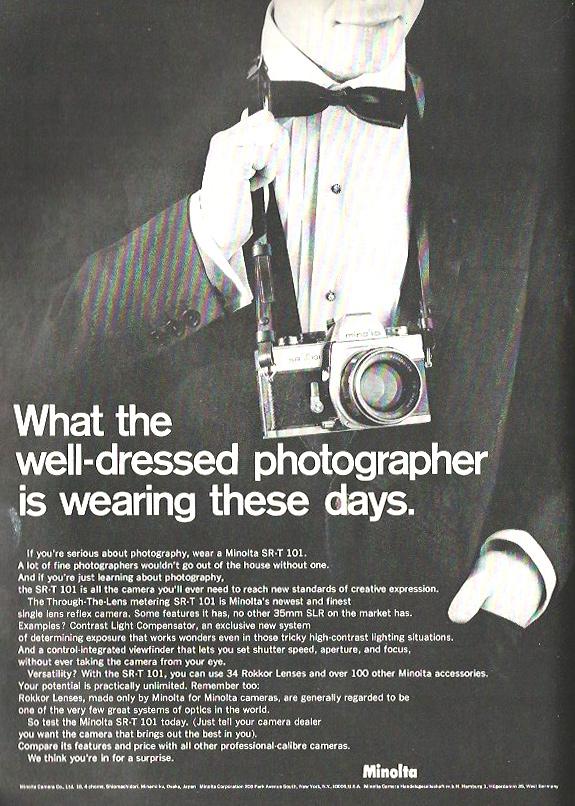 minolta
SR-T 101
What the
well-dressed photographer
is wearing these days.
If you're serious about photography, wear a Minolta SR-T 101.
A lot of fine photographers wouldn't go out of the house without one.
And if you're just learning about photography,
the SR-T 101 is all the camera you'll ever need to reach new standards of creative expression.
The Through-The-Lens metering SR-T 101 is Minolta's newest and finest
single lens reflex camera. Some features it has, no other 35mm SLR on the market has.
Examples? Contrast Light Compensator, an exclusive new system
of determining exposure that works wonders even in those tricky high-contrast lighting situations.
And a control-integrated viewfinder that lets you set shutter speed, aperture, and focus,
without ever taking the camera from your eye.
Versatility? With the SR-T 101, you can use 34 Rokkor Lenses and over 100 other Minolta accessories.
Your potential is practically unlimited. Remember too:
Rokkor Lenses, made only by Minolta for Minolta cameras, are generally regarded to be
one of the very few great systems of optics in the world.
So test the Minolta SR-T 101 today. (Just tell your camera dealer
you want the camera that brings out the best in you).
Compare its features and price with all other professional-calibre cameras.
We think you're in for a surprise.
Minolta
Minolta Camera Co., Ltd. 18, 4-chome, Shiomachidori, Minami-ku, Osaka, Japan Minolta Corporation 200 Park Avenue South, New York, N.Y. 10003, U.S.A. Minolta Camera Handelsgesellschaft m.b.H. Hamburg 1, Spaldingstrasse, West Germany